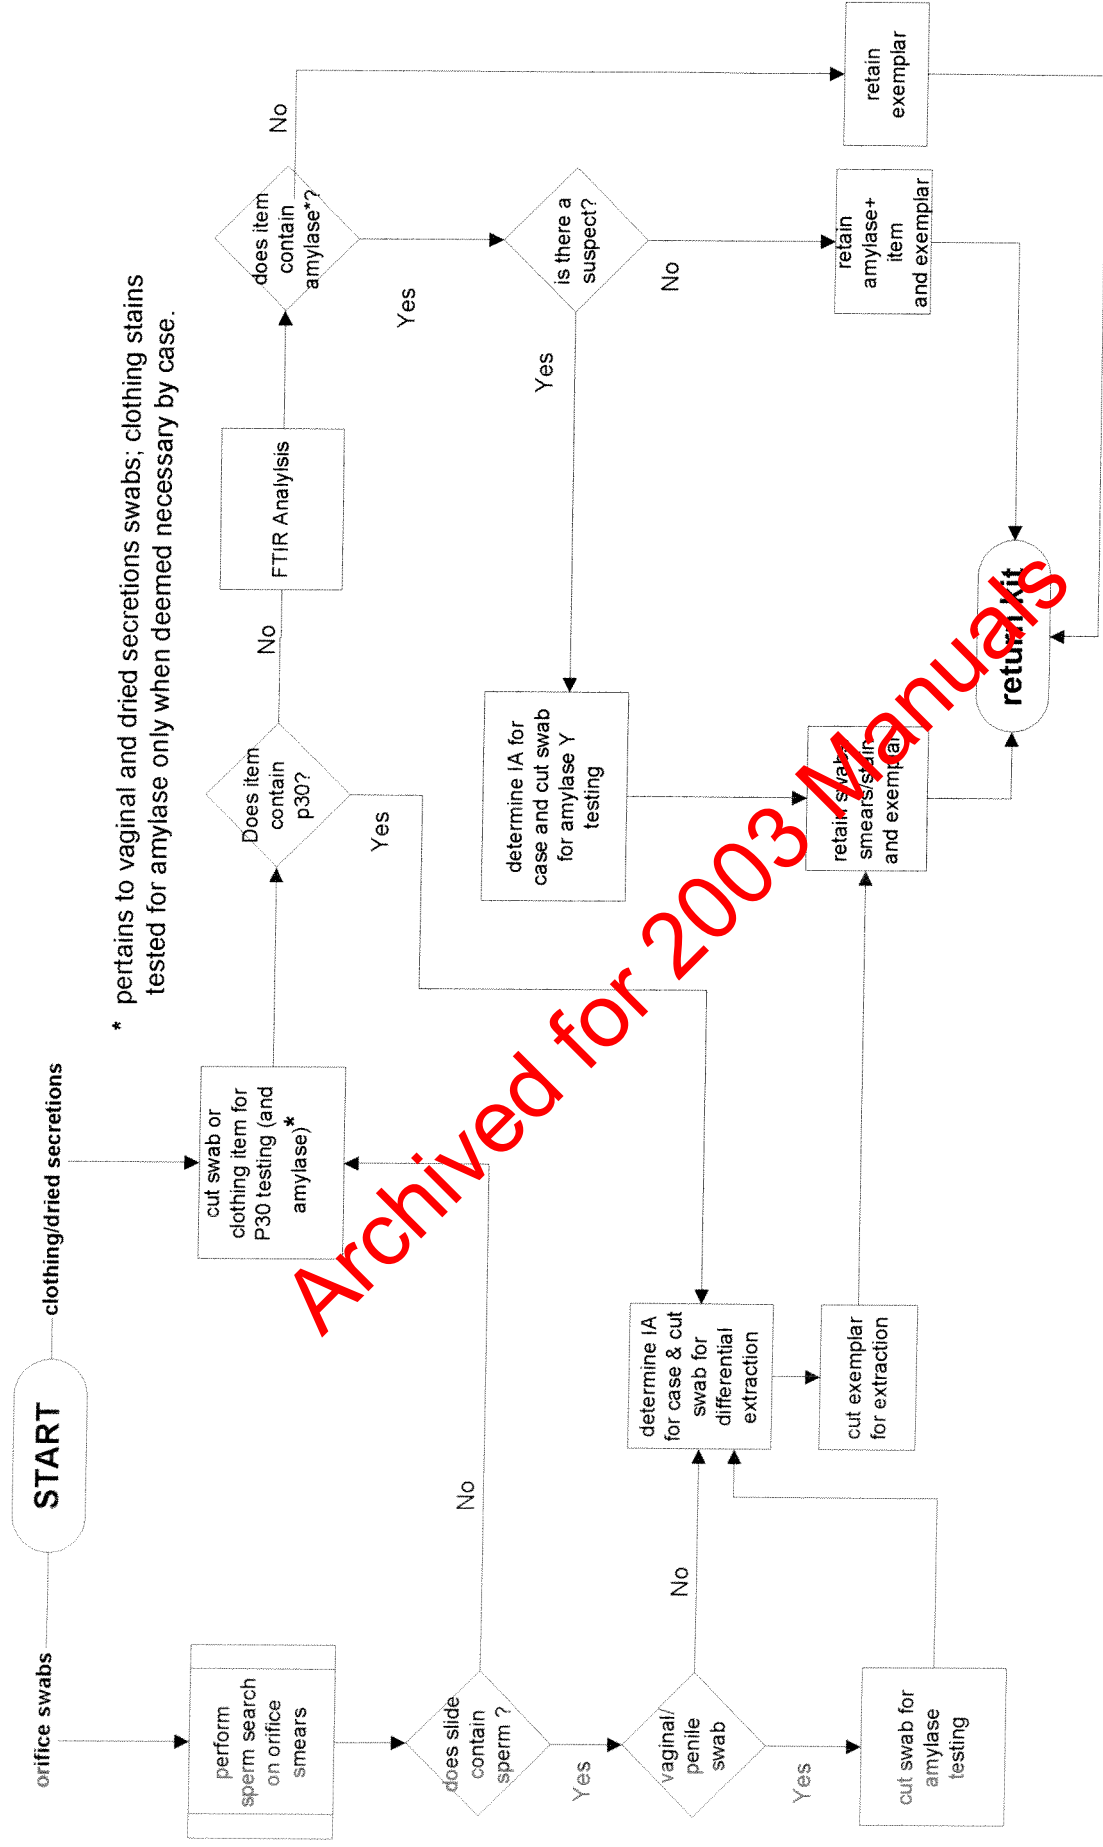 START
orifice swabs
clothing/dried secretions
* pertains to vaginal and dried secretions swabs; clothing stains
tested for amylase only when deemed necessary by case.
perform
sperm search
on orifice
smears
does slide
contain
sperm ?
No
Yes
vaginal/
penile
swab
No
Yes
cut swab for
amylase
testing
cut swab or
clothing item for
P30 testing (and
amylase)*
Does item
contain
p30?
No
Yes
FTIR Analylsis
does item
contain
amylase*?
No
Yes
is there a
suspect?
Yes
No
determine IA for
case and cut swab
for amylase Y
testing
determine IA
for case & cut
swab for
differential
extraction
cut exemplar
for extraction
retain swabs
smears/stain
and exemplar
retain
amylase+
item
and exemplar
retain
exemplar
return kit
Archived for 2003 Manuals